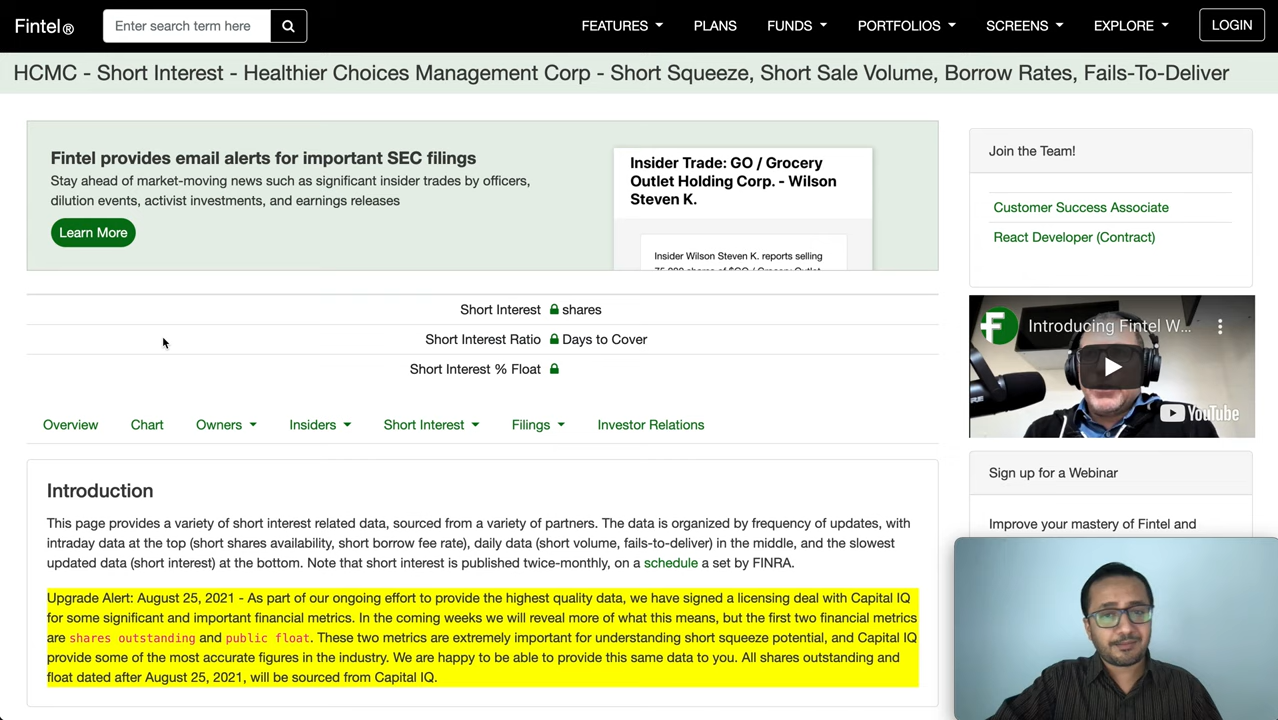 Fintel®
Enter search term here
FEATURES
PLANS
FUNDS
PORTFOLIOS
SCREENS
EXPLORE
LOGIN
HCMC - Short Interest - Healthier Choices Management Corp - Short Squeeze, Short Sale Volume, Borrow Rates, Fails-To-Deliver
Fintel provides email alerts for important SEC filings
Stay ahead of market-moving news such as significant insider trades by officers,
dilution events, activist investments, and earnings releases
Learn More
Insider Trade: GO / Grocery
Outlet Holding Corp. - Wilson
Steven K.
Insider Wilson Steven K. reports selling
75,000 shares of $GO / Grocery Outlet
Join the Team!
Customer Success Associate
React Developer (Contract)
Short Interest shares
Short Interest Ratio Days to Cover
Short Interest % Float
Introducing Fintel W...
YouTube
Overview
Chart
Owners
Insiders
Short Interest
Filings
Investor Relations
Introduction
This page provides a variety of short interest related data, sourced from a variety of partners. The data is organized by frequency of updates, with
intraday data at the top (short shares availability, short borrow fee rate), daily data (short volume, fails-to-deliver) in the middle, and the slowest
updated data (short interest) at the bottom. Note that short interest is published twice-monthly, on a schedule a set by FINRA.
Upgrade Alert: August 25, 2021 - As part of our ongoing effort to provide the highest quality data, we have signed a licensing deal with Capital IQ
for some significant and important financial metrics. In the coming weeks we will reveal more of what this means, but the first two financial metrics
are shares outstanding and public float. These two metrics are extremely important for understanding short squeeze potential, and Capital IQ
provide some of the most accurate figures in the industry. We are happy to be able to provide this same data to you. All shares outstanding and
float dated after August 25, 2021, will be sourced from Capital IQ.
Sign up for a Webinar
Improve your mastery of Fintel and